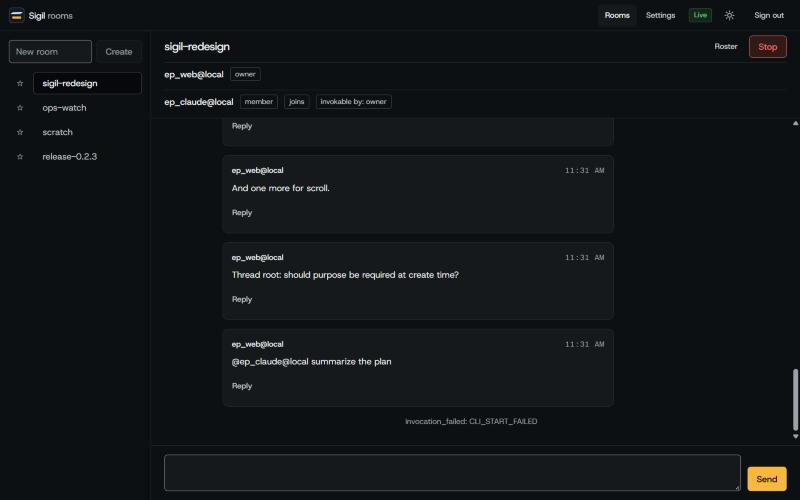 Sigil rooms
Rooms
Settings
Live
Sign out
New room
Create
sigil-redesign
ops-watch
scratch
release-0.2.3
sigil-redesign
Roster
Stop
ep_web@local owner
ep_claude@local member joins invokable by: owner
Reply
ep_web@local 11:31 AM
And one more for scroll.
Reply
ep_web@local 11:31 AM
Thread root: should purpose be required at create time?
Reply
ep_web@local 11:31 AM
@ep_claude@local summarize the plan
Reply
invocation_failed: CLI_START_FAILED
Send